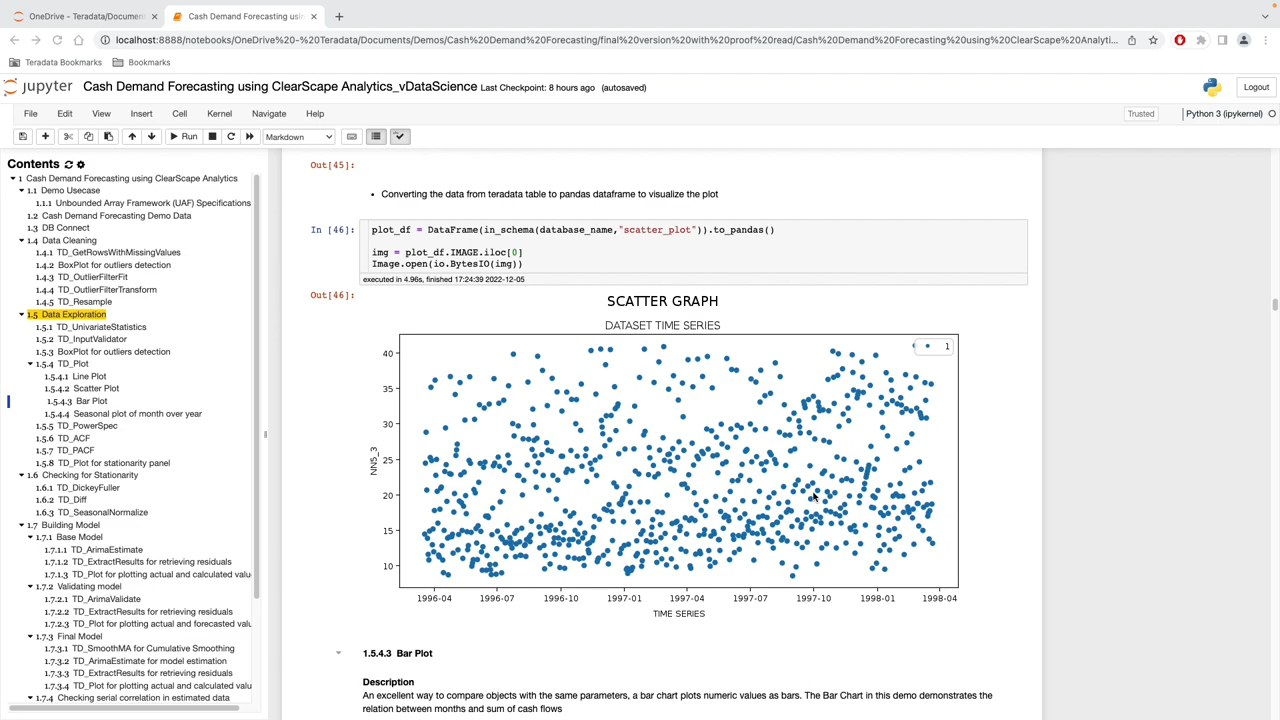 OneDrive - Teradata/Documen
Cash Demand Forecasting usin
localhost:8888/notebooks/OneDrive%20-%20Teradata/Documents/Demos/Cash%20Demand%20Forecasting/final%20version%20with%20proof%20read/Cash%20Demand%20Forecasting%20using%20ClearScape%20Analyti...
Teradata Bookmarks
Bookmarks
jupyter
Cash Demand Forecasting using ClearScape Analytics_vDataScience
Last Checkpoint: 8 hours ago (autosaved)
Logout
File Edit View Insert Cell Kernel Navigate Help
Trusted
Python 3 (ipykernel)
Run
Markdown
Contents
1 Cash Demand Forecasting using ClearScape Analytics
1.1 Demo Usecase
1.1.1 Unbounded Array Framework (UAF) Specifications
1.2 Cash Demand Forecasting Demo Data
1.3 DB Connect
1.4 Data Cleaning
1.4.1 TD_GetRowsWithMissingValues
1.4.2 BoxPlot for outliers detection
1.4.3 TD_OutlierFilterFit
1.4.4 TD_OutlierFilterTransform
1.4.5 TD_Resample
1.5 Data Exploration
1.5.1 TD_UnivariateStatistics
1.5.2 TD_InputValidator
1.5.3 BoxPlot for outliers detection
1.5.4 TD_Plot
1.5.4.1 Line Plot
1.5.4.2 Scatter Plot
1.5.4.3 Bar Plot
1.5.4.4 Seasonal plot of month over year
1.5.5 TD_PowerSpec
1.5.6 TD_ACF
1.5.7 TD_PACF
1.5.8 TD_Plot for stationarity panel
1.6 Checking for Stationarity
1.6.1 TD_DickeyFuller
1.6.2 TD_Diff
1.6.3 TD_SeasonalNormalize
1.7 Building Model
1.7.1 Base Model
1.7.1.1 TD_ArimaEstimate
1.7.1.2 TD_ExtractResults for retrieving residuals
1.7.1.3 TD_Plot for plotting actual and calculated valu
1.7.2 Validating model
1.7.2.1 TD_ArimaValidate
1.7.2.2 TD_ExtractResults for retrieving residuals
1.7.2.3 TD_Plot for plotting actual and forecasted valu
1.7.3 Final Model
1.7.3.1 TD_SmoothMA for Cumulative Smoothing
1.7.3.2 TD_ArimaEstimate for model estimation
1.7.3.3 TD_ExtractResults for retrieving residuals
1.7.3.4 TD_Plot for plotting actual and calculated valu
1.7.4 Checking serial correlation in estimated data
Out[45]:
• Converting the data from teradata table to pandas dataframe to visualize the plot
In [46]:
plot_df = DataFrame(in_schema(database_name,"scatter_plot")).to_pandas()
img = plot_df.IMAGE.iloc[0]
Image.open(io.BytesIO(img))
executed in 4.96s, finished 17:24:39 2022-12-05
Out[46]:
SCATTER GRAPH
DATASET TIME SERIES
1
40
35
30
25
20
15
10
NN5_3
1996-04 1996-07 1996-10 1997-01 1997-04 1997-07 1997-10 1998-01 1998-04
TIME SERIES
1.5.4.3 Bar Plot
Description
An excellent way to compare objects with the same parameters, a bar chart plots numeric values as bars. The Bar Chart in this demo demonstrates the
relation between months and sum of cash flows